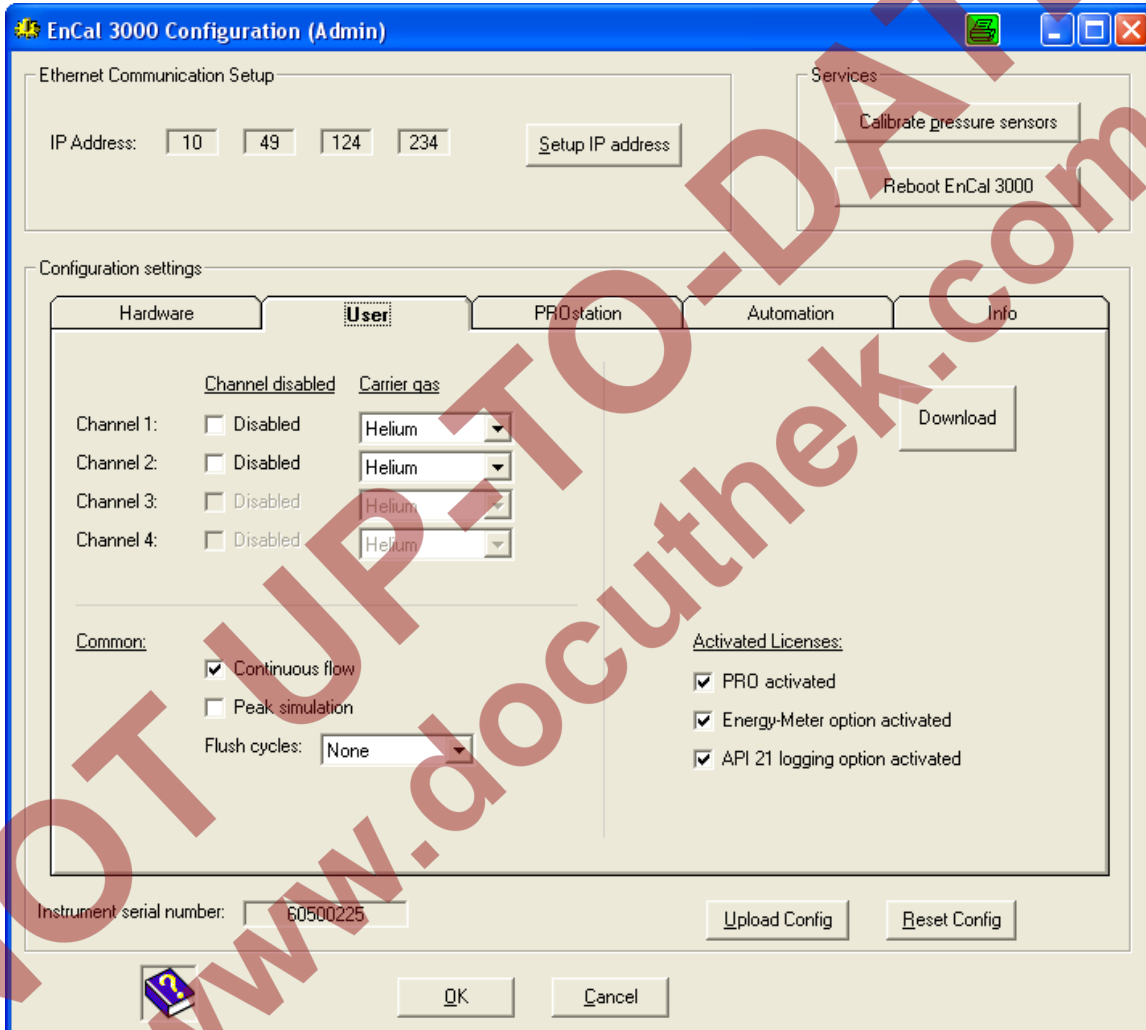 EnCal 3000 Configuration (Admin)
Ethernet Communication Setup
IP Address: 10 49 124 234
Setup IP address
Services
Calibrate pressure sensors
Reboot EnCal 3000
Configuration settings
Hardware User PROstation Automation Info
Channel disabled Carrier gas
Channel 1: Disabled Helium
Channel 2: Disabled Helium
Channel 3: Disabled Helium
Channel 4: Disabled Helium
Download
Common:
Continuous flow
Peak simulation
Flush cycles: None
Activated Licenses:
PRO activated
Energy-Meter option activated
API 21 logging option activated
Instrument serial number: 60500225
Upload Config Reset Config
OK Cancel
NOT UP-TO-DAT
www.docuthek.com